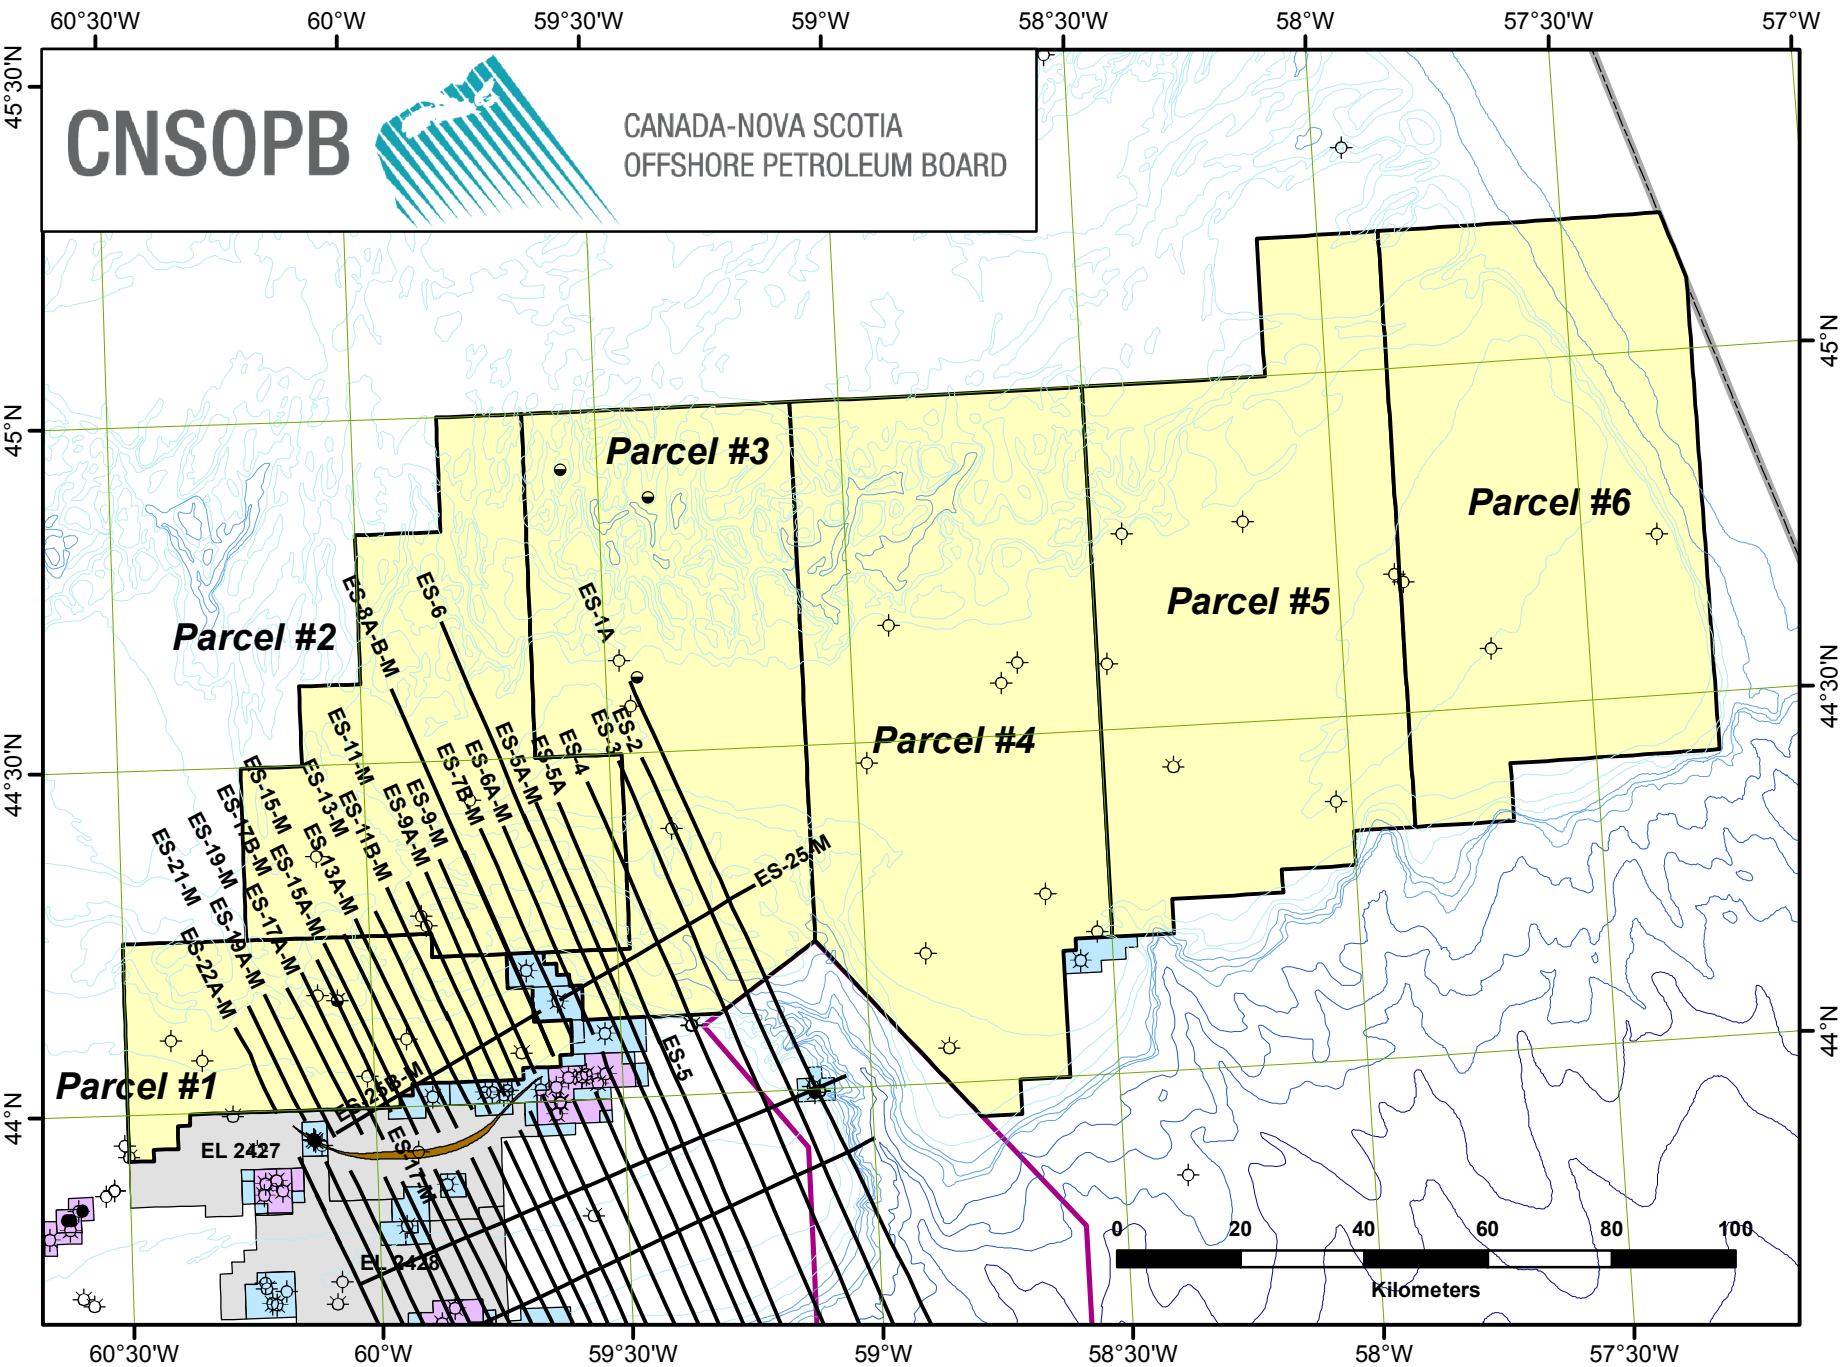 60°30'W
60°W
59°30'W
59°W
58°30'W
58°W
57°30'W
57°W
45°30'N
CNSOPB
CANADA-NOVA SCOTIA
OFFSHORE PETROLEUM BOARD
45°N
45°N
Parcel #3
Parcel #6
ES-8A-B-M
ES-6
ES-1A
Parcel #5
Parcel #2
44°30'N
44°30'N
ES-11-M
ES-7B-M
ES-6A-M
ES-5A-M
ES-5A
ES-4
ES-3
ES-2
Parcel #4
ES-15-M
ES-13-M
ES-11B-M
ES-9A-M
ES-9-M
ES-21-M
ES-19-M
ES-17B-M
ES-15A-M
ES-13A-M
ES-25-M
ES-22A-M
ES-19A-M
ES-17A-M
44°N
44°N
ES-5
Parcel #1
ES-25B-M
EL 2427
ES-17-M
EL 2428
0
20
40
60
80
100
Kilometers
60°30'W
60°W
59°30'W
59°W
58°30'W
58°W
57°30'W